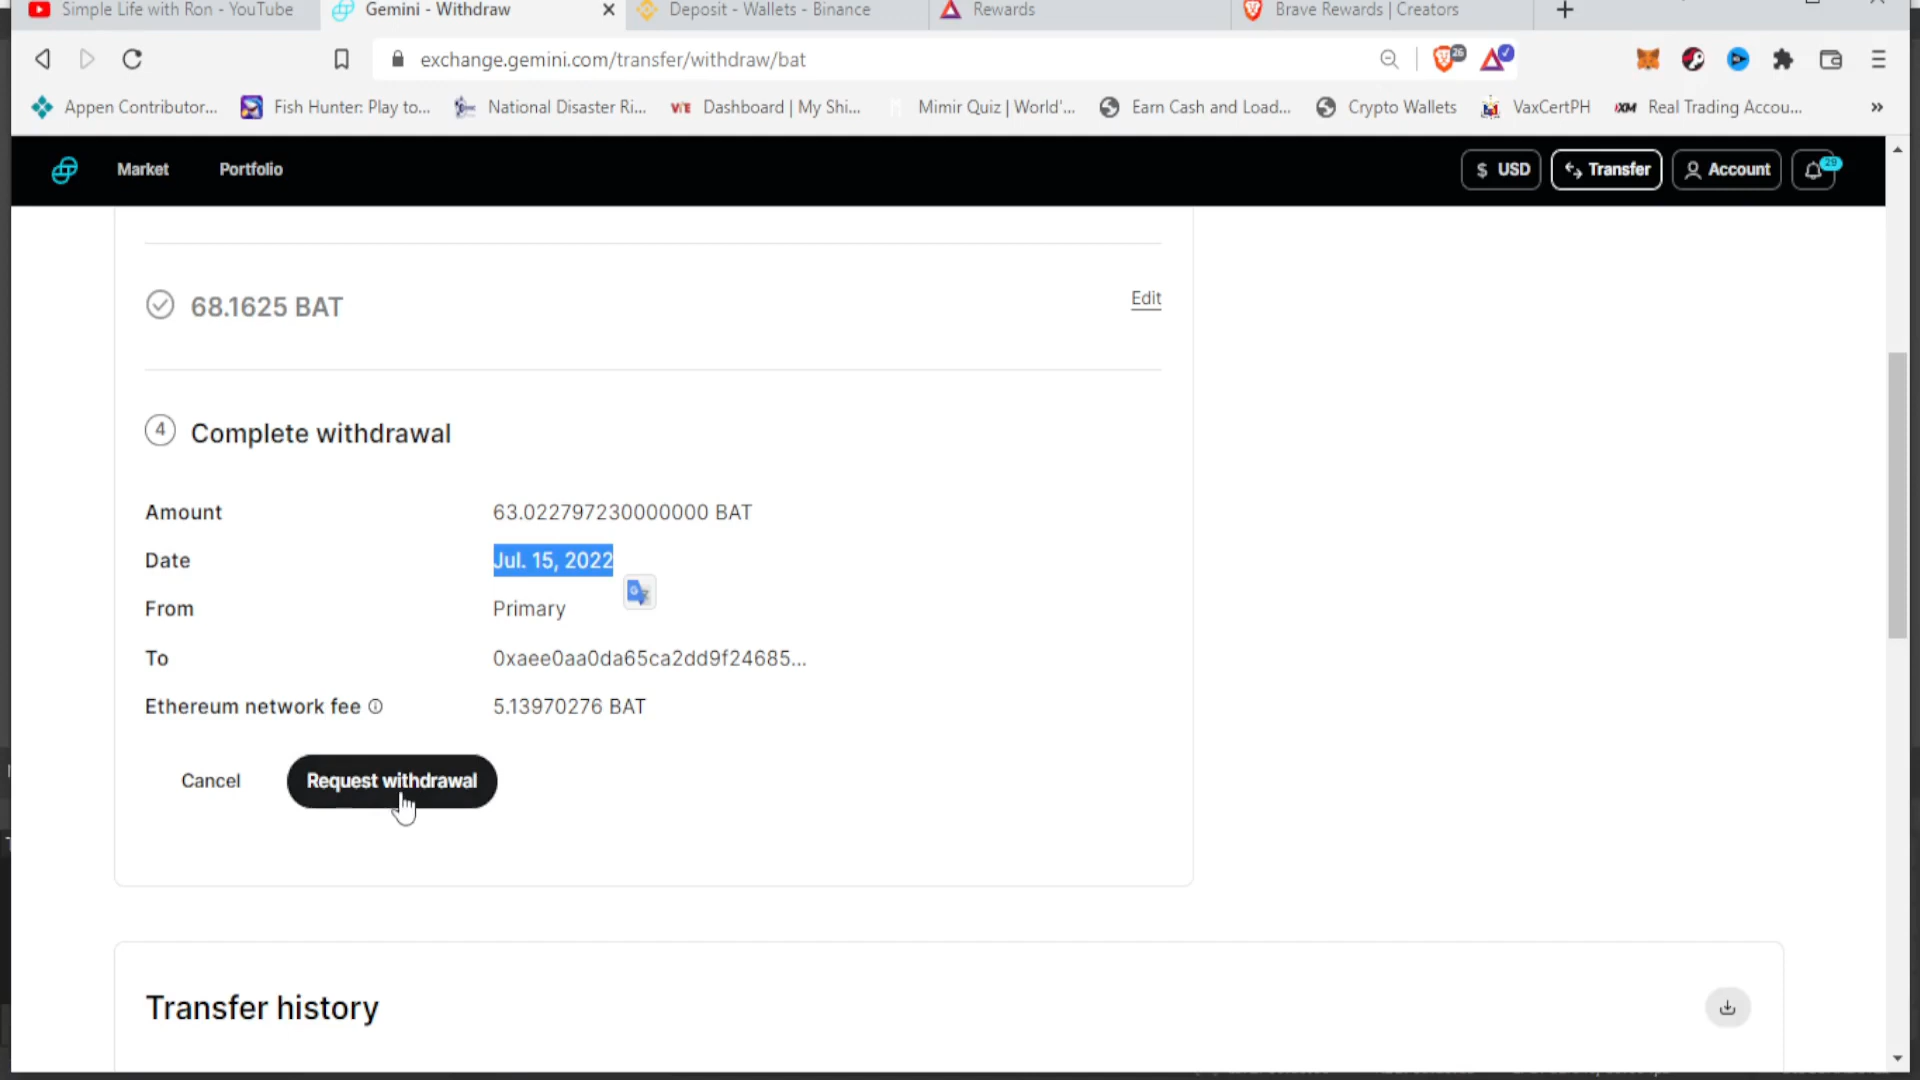 Simple Life with Ron - YouTube
Gemini - Withdraw
Deposit - Wallets - Binance
Rewards
Brave Rewards | Creators
exchange.gemini.com/transfer/withdraw/bat
26
Appen Contributor...
Fish Hunter: Play to...
National Disaster Ri...
Dashboard | My Shi...
Mimir Quiz | World'...
Earn Cash and Load...
Crypto Wallets
VaxCertPH
XM Real Trading Accou...
Market
Portfolio
$ USD
Transfer
Account
29
68.1625 BAT
Edit
4 Complete withdrawal
Amount 63.022797230000000 BAT
Date Jul. 15, 2022
From Primary
To 0xaee0aa0da65ca2dd9f24685...
Ethereum network fee 5.13970276 BAT
Cancel
Request withdrawal
Transfer history